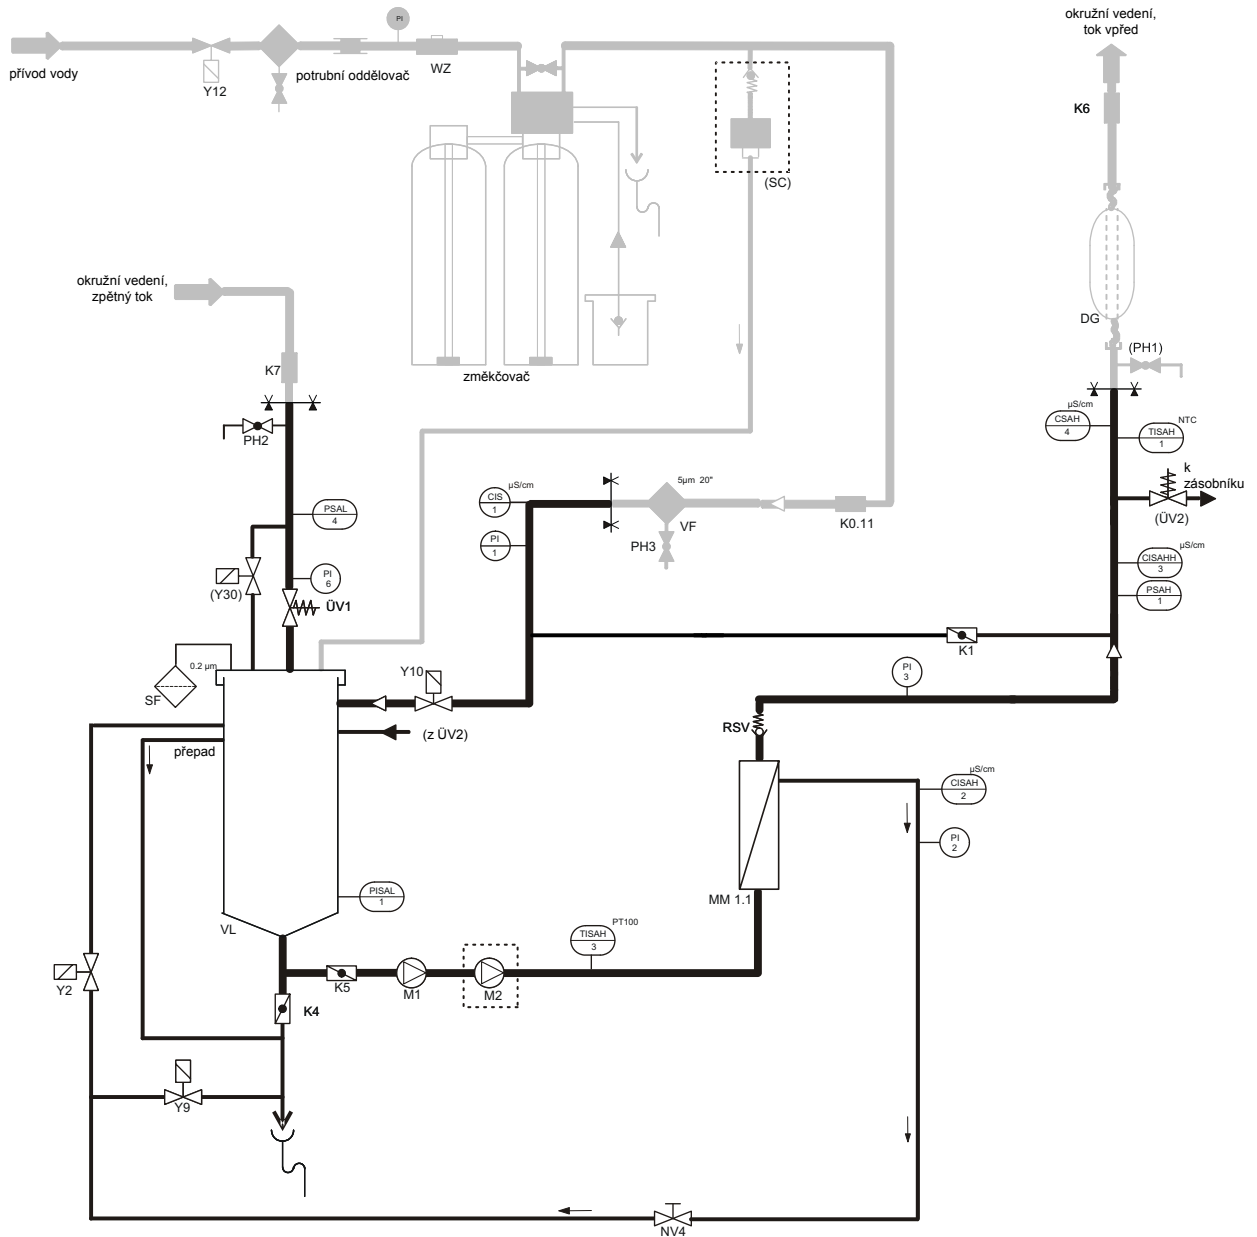 okružní vedení,
tok vpřed
PI
přívod vody
Y12
potrubní oddělovač
WZ
K6
(SC)
okružní vedení,
zpětný tok
K7
změkčovač
DG
(PH1)
PH2
µS/cm
CSAH
4
NTC
TISAH
1
PSAL
4
µS/cm
CIS
1
5µm 20"
VF
K0.11
k
zásobníku
(ÜV2)
PI
1
PH3
µS/cm
CISAHH
3
PI
6
(Y30)
ÜV1
PSAH
1
K1
0.2 µm
SF
Y10
PI
3
RSV
(z ÜV2)
přepad
µS/cm
CISAH
2
PI
2
PISAL
1
MM 1.1
VL
PT100
TISAH
3
Y2
K5
M1
M2
K4
Y9
NV4